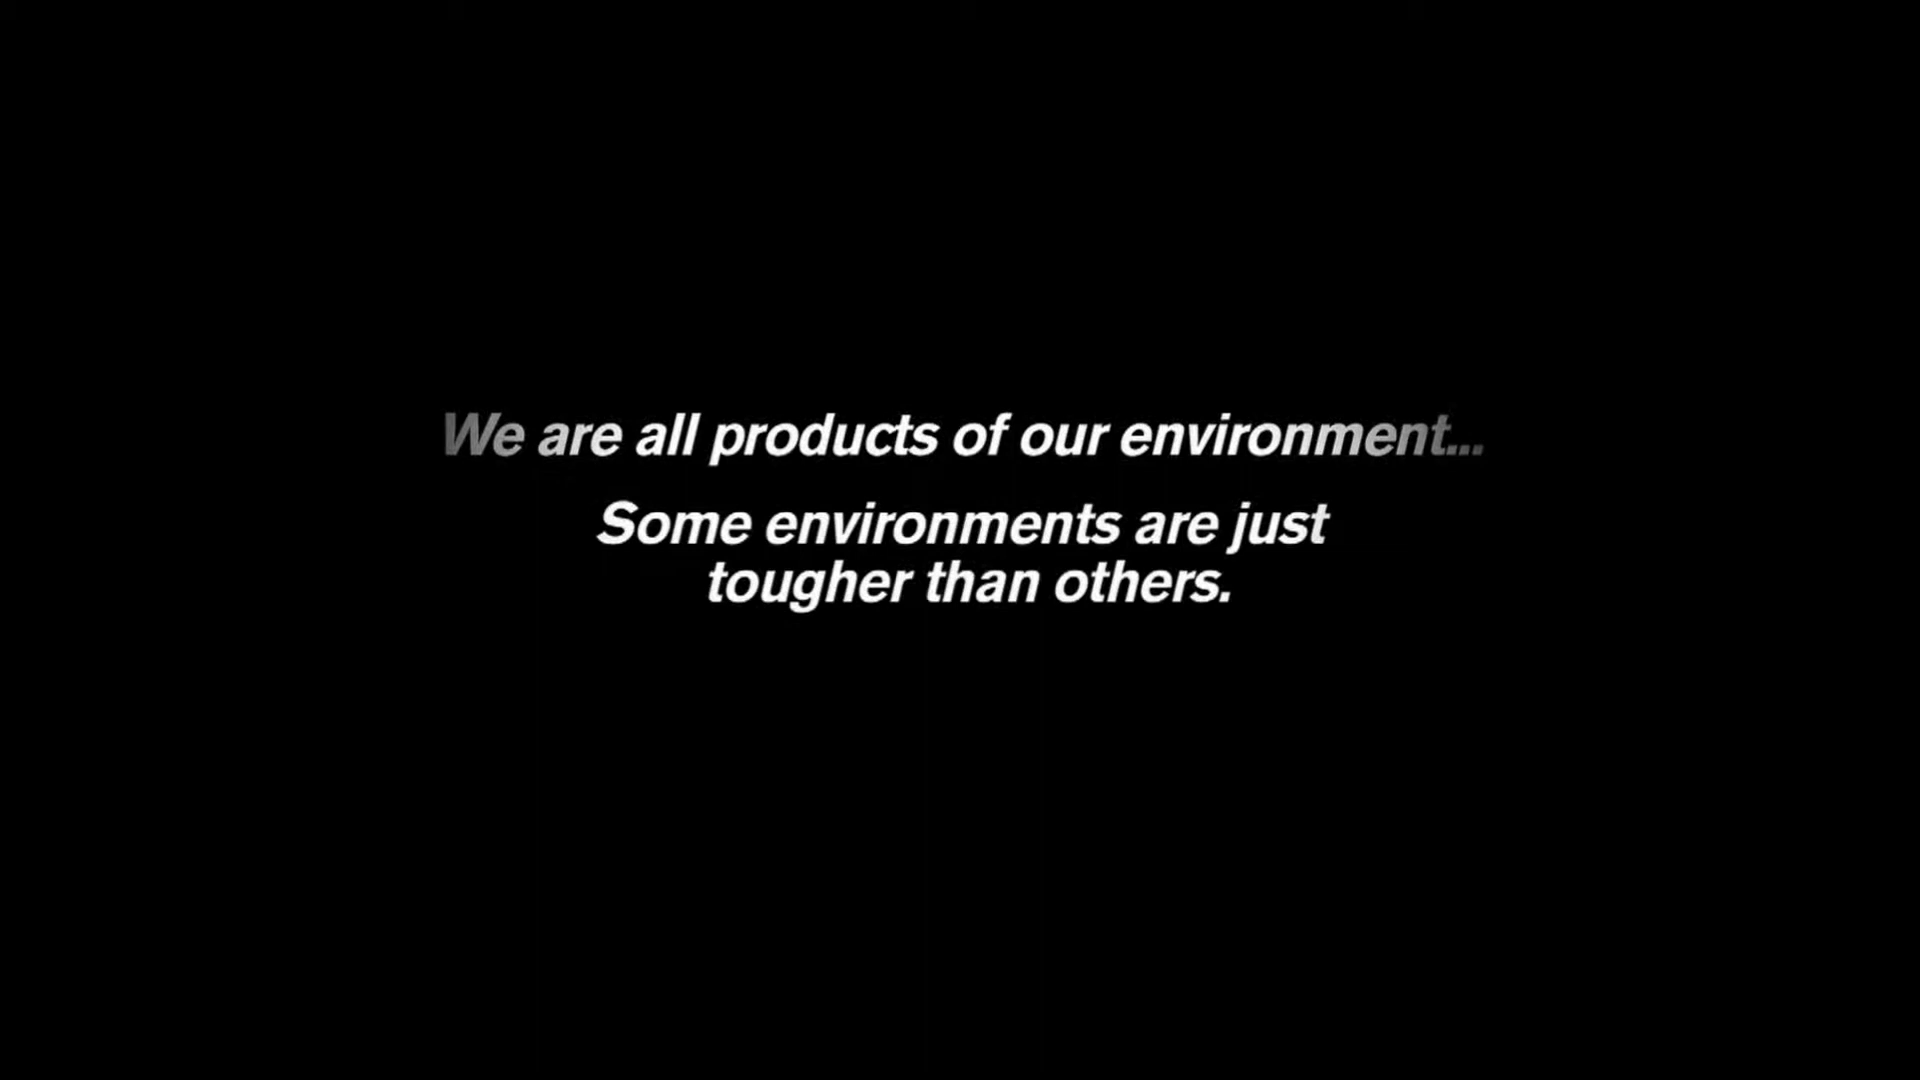 We are all products of our environment...
Some environments are just
tougher than others.